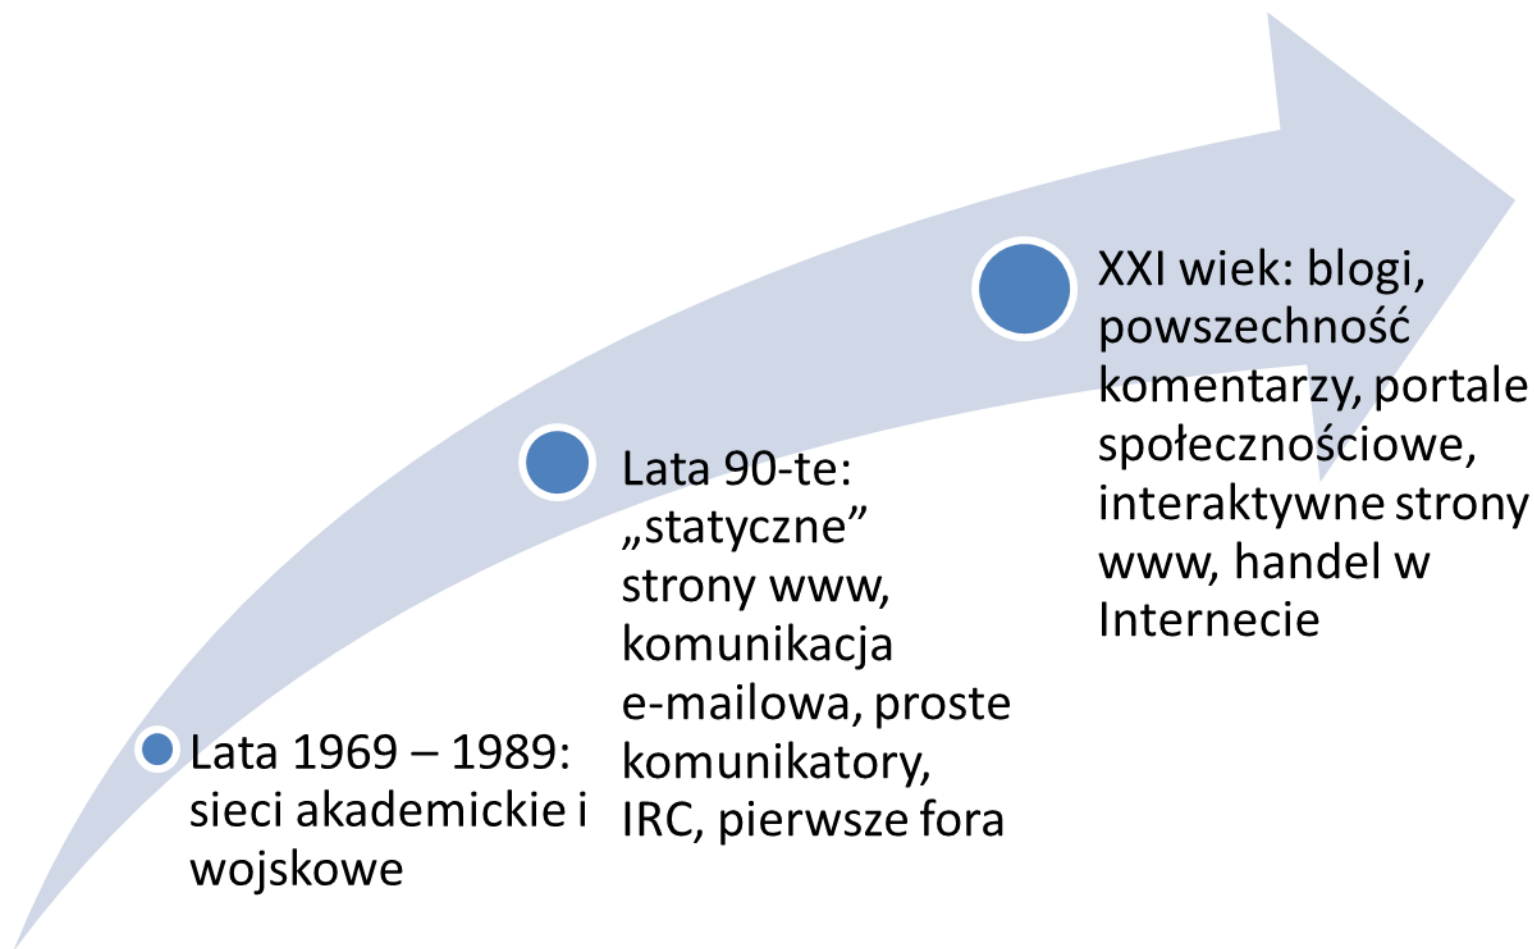 Lata 1969 – 1989:
sieci akademickie i
wojskowe
Lata 90-te:
„statyczne”
strony www,
komunikacja
e-mailowa, proste
komunikatory,
IRC, pierwsze fora
XXI wiek: blogi,
powszechność
komentarzy, portale
społecznościowe,
interaktywne strony
www, handel w
Internecie